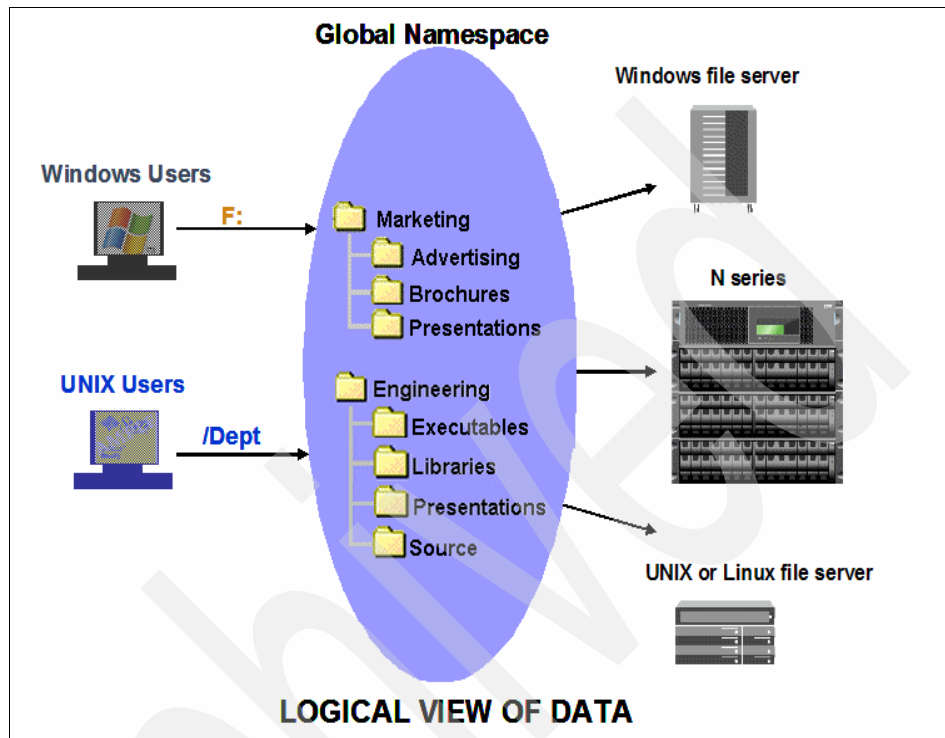 Global Namespace
Windows file server
Windows Users
F:
Marketing
Advertising
Brochures
Presentations
N series
UNIX Users
/Dept
Engineering
Executables
Libraries
Presentations
Source
UNIX or Linux file server
LOGICAL VIEW OF DATA